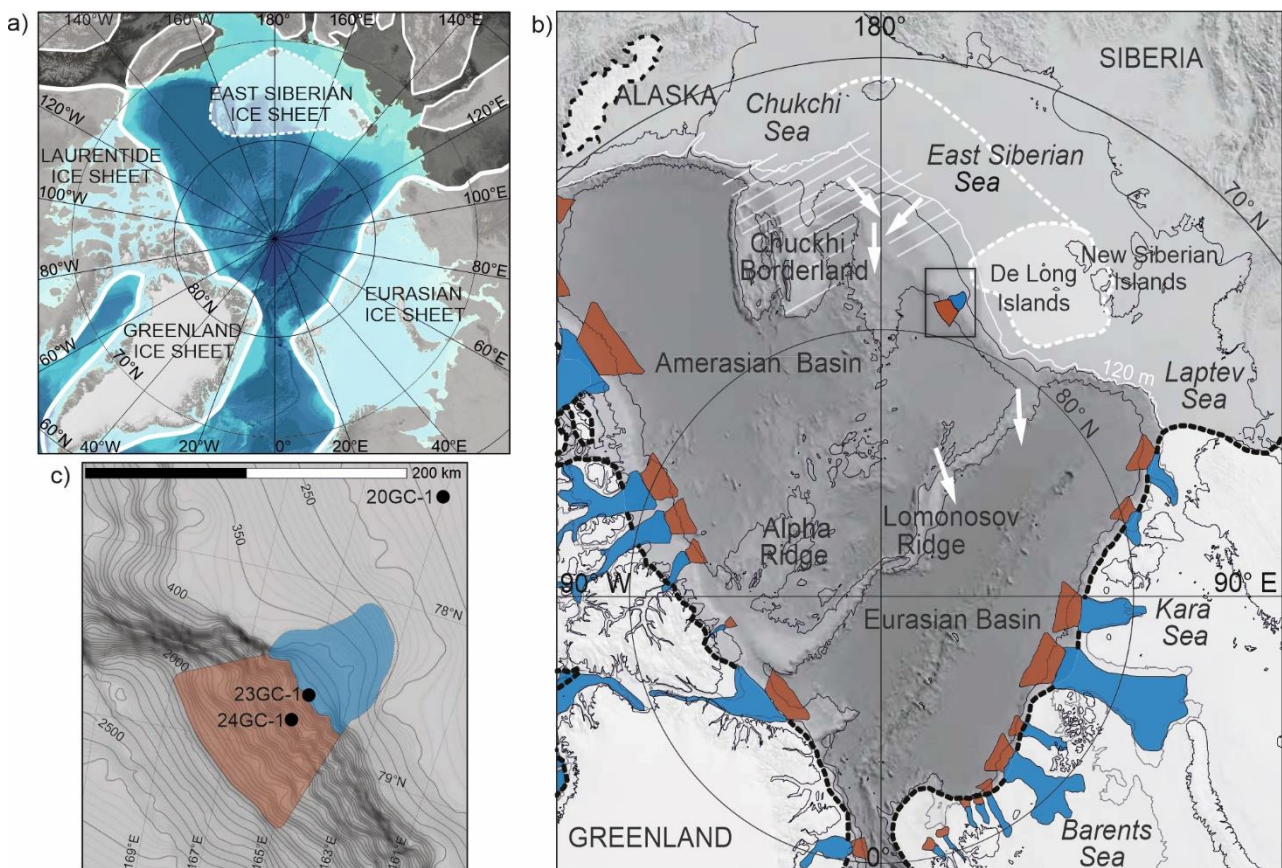 a)
140°W
160°W
180°
160°E
140°E
EAST SIBERIAN
ICE SHEET
120°W
120°E
LAURENTIDE
ICE SHEET
100°W
100°E
80°W
80°E
80°N
EURASIAN
ICE SHEET
GREENLAND
ICE SHEET
70°N
60°W
60°E
60°N
40°W
20°W
0°
20°E
40°E
b)
180°
SIBERIA
ALASKA
Chukchi
Sea
East Siberian
Sea
70°N
Chuckhi
Borderland
De Long
Islands
New Siberian
Islands
Amerasian Basin
120 m
Laptev
Sea
80°N
Alpha
Ridge
Lomonosov
Ridge
90° W
90° E
Eurasian Basin
Kara
Sea
GREENLAND
Barents
Sea
0°
c)
200 km
250
20GC-1
350
400
78°N
2000
23GC-1
24GC-1
2500
79°N
169°E
167°E
165°E
163°E
161°E